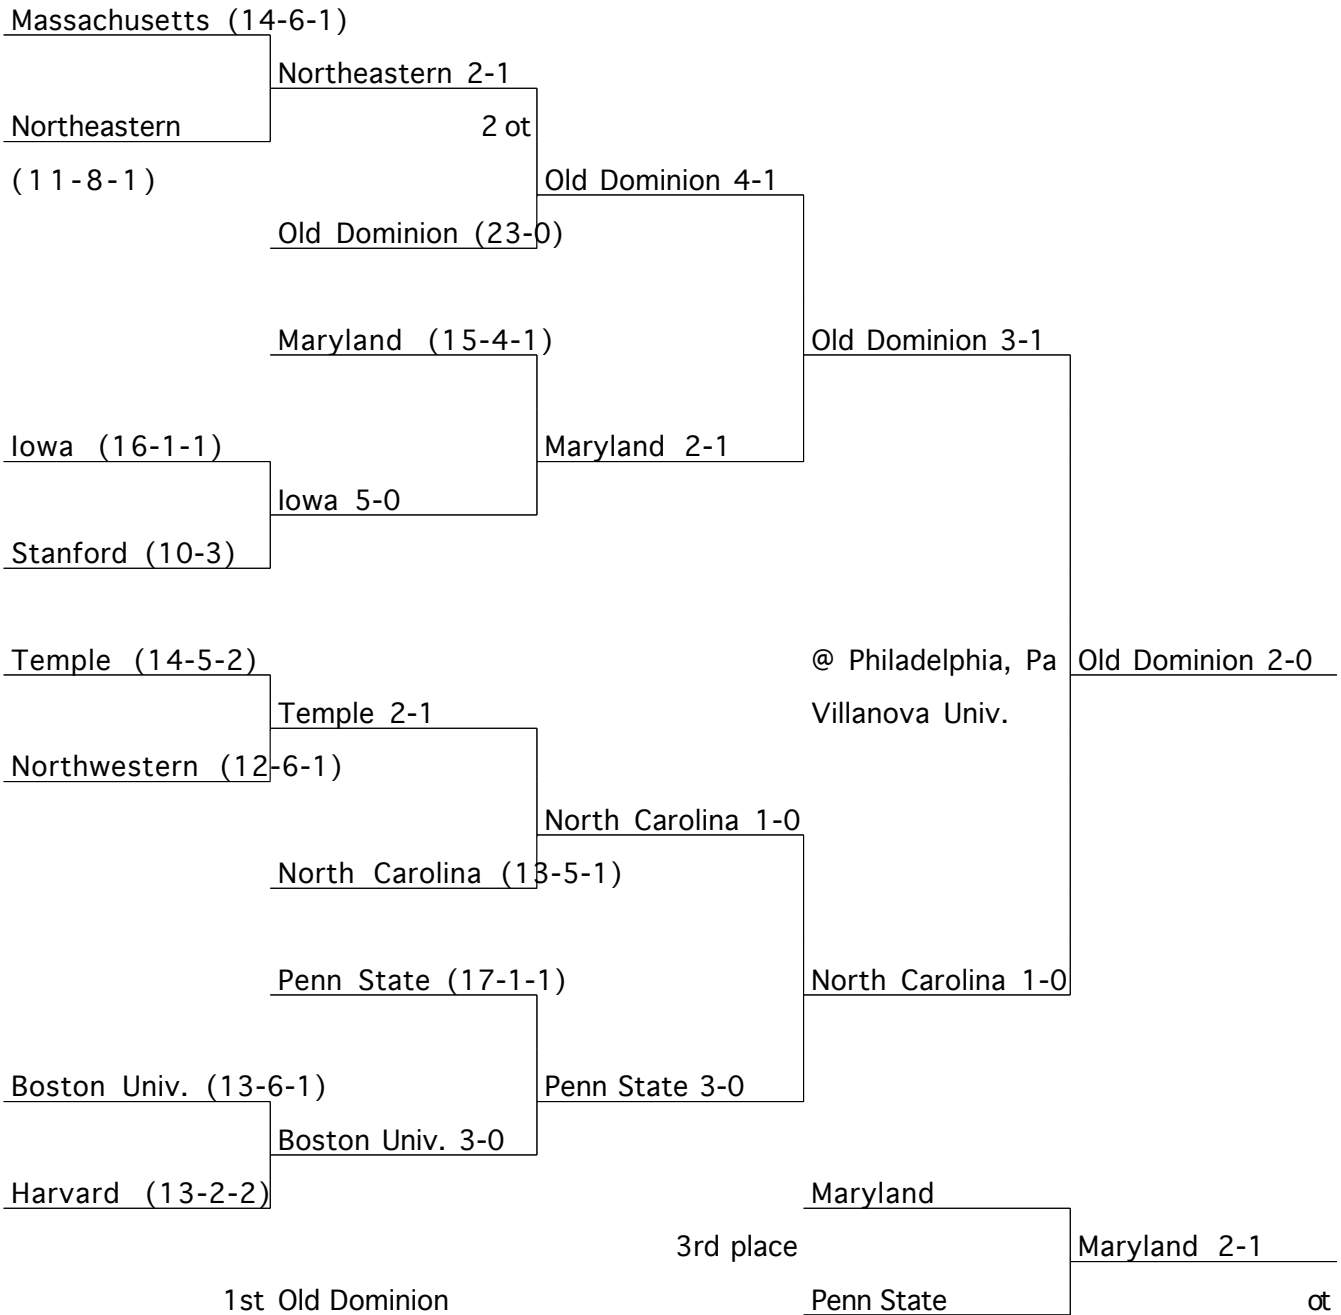 Massachusetts (14-6-1)
Northeastern 2-1
Northeastern 2 ot
(11-8-1) Old Dominion 4-1
Old Dominion (23-0)
Maryland (15-4-1) Old Dominion 3-1
Iowa (16-1-1) Maryland 2-1
Iowa 5-0
Stanford (10-3)
Temple (14-5-2) @ Philadelphia, Pa Old Dominion 2-0
Temple 2-1 Villanova Univ.
Northwestern (12-6-1)
North Carolina 1-0
North Carolina (13-5-1)
Penn State (17-1-1) North Carolina 1-0
Boston Univ. (13-6-1) Penn State 3-0
Boston Univ. 3-0
Harvard (13-2-2) Maryland
3rd place Maryland 2-1
1st Old Dominion Penn State ot